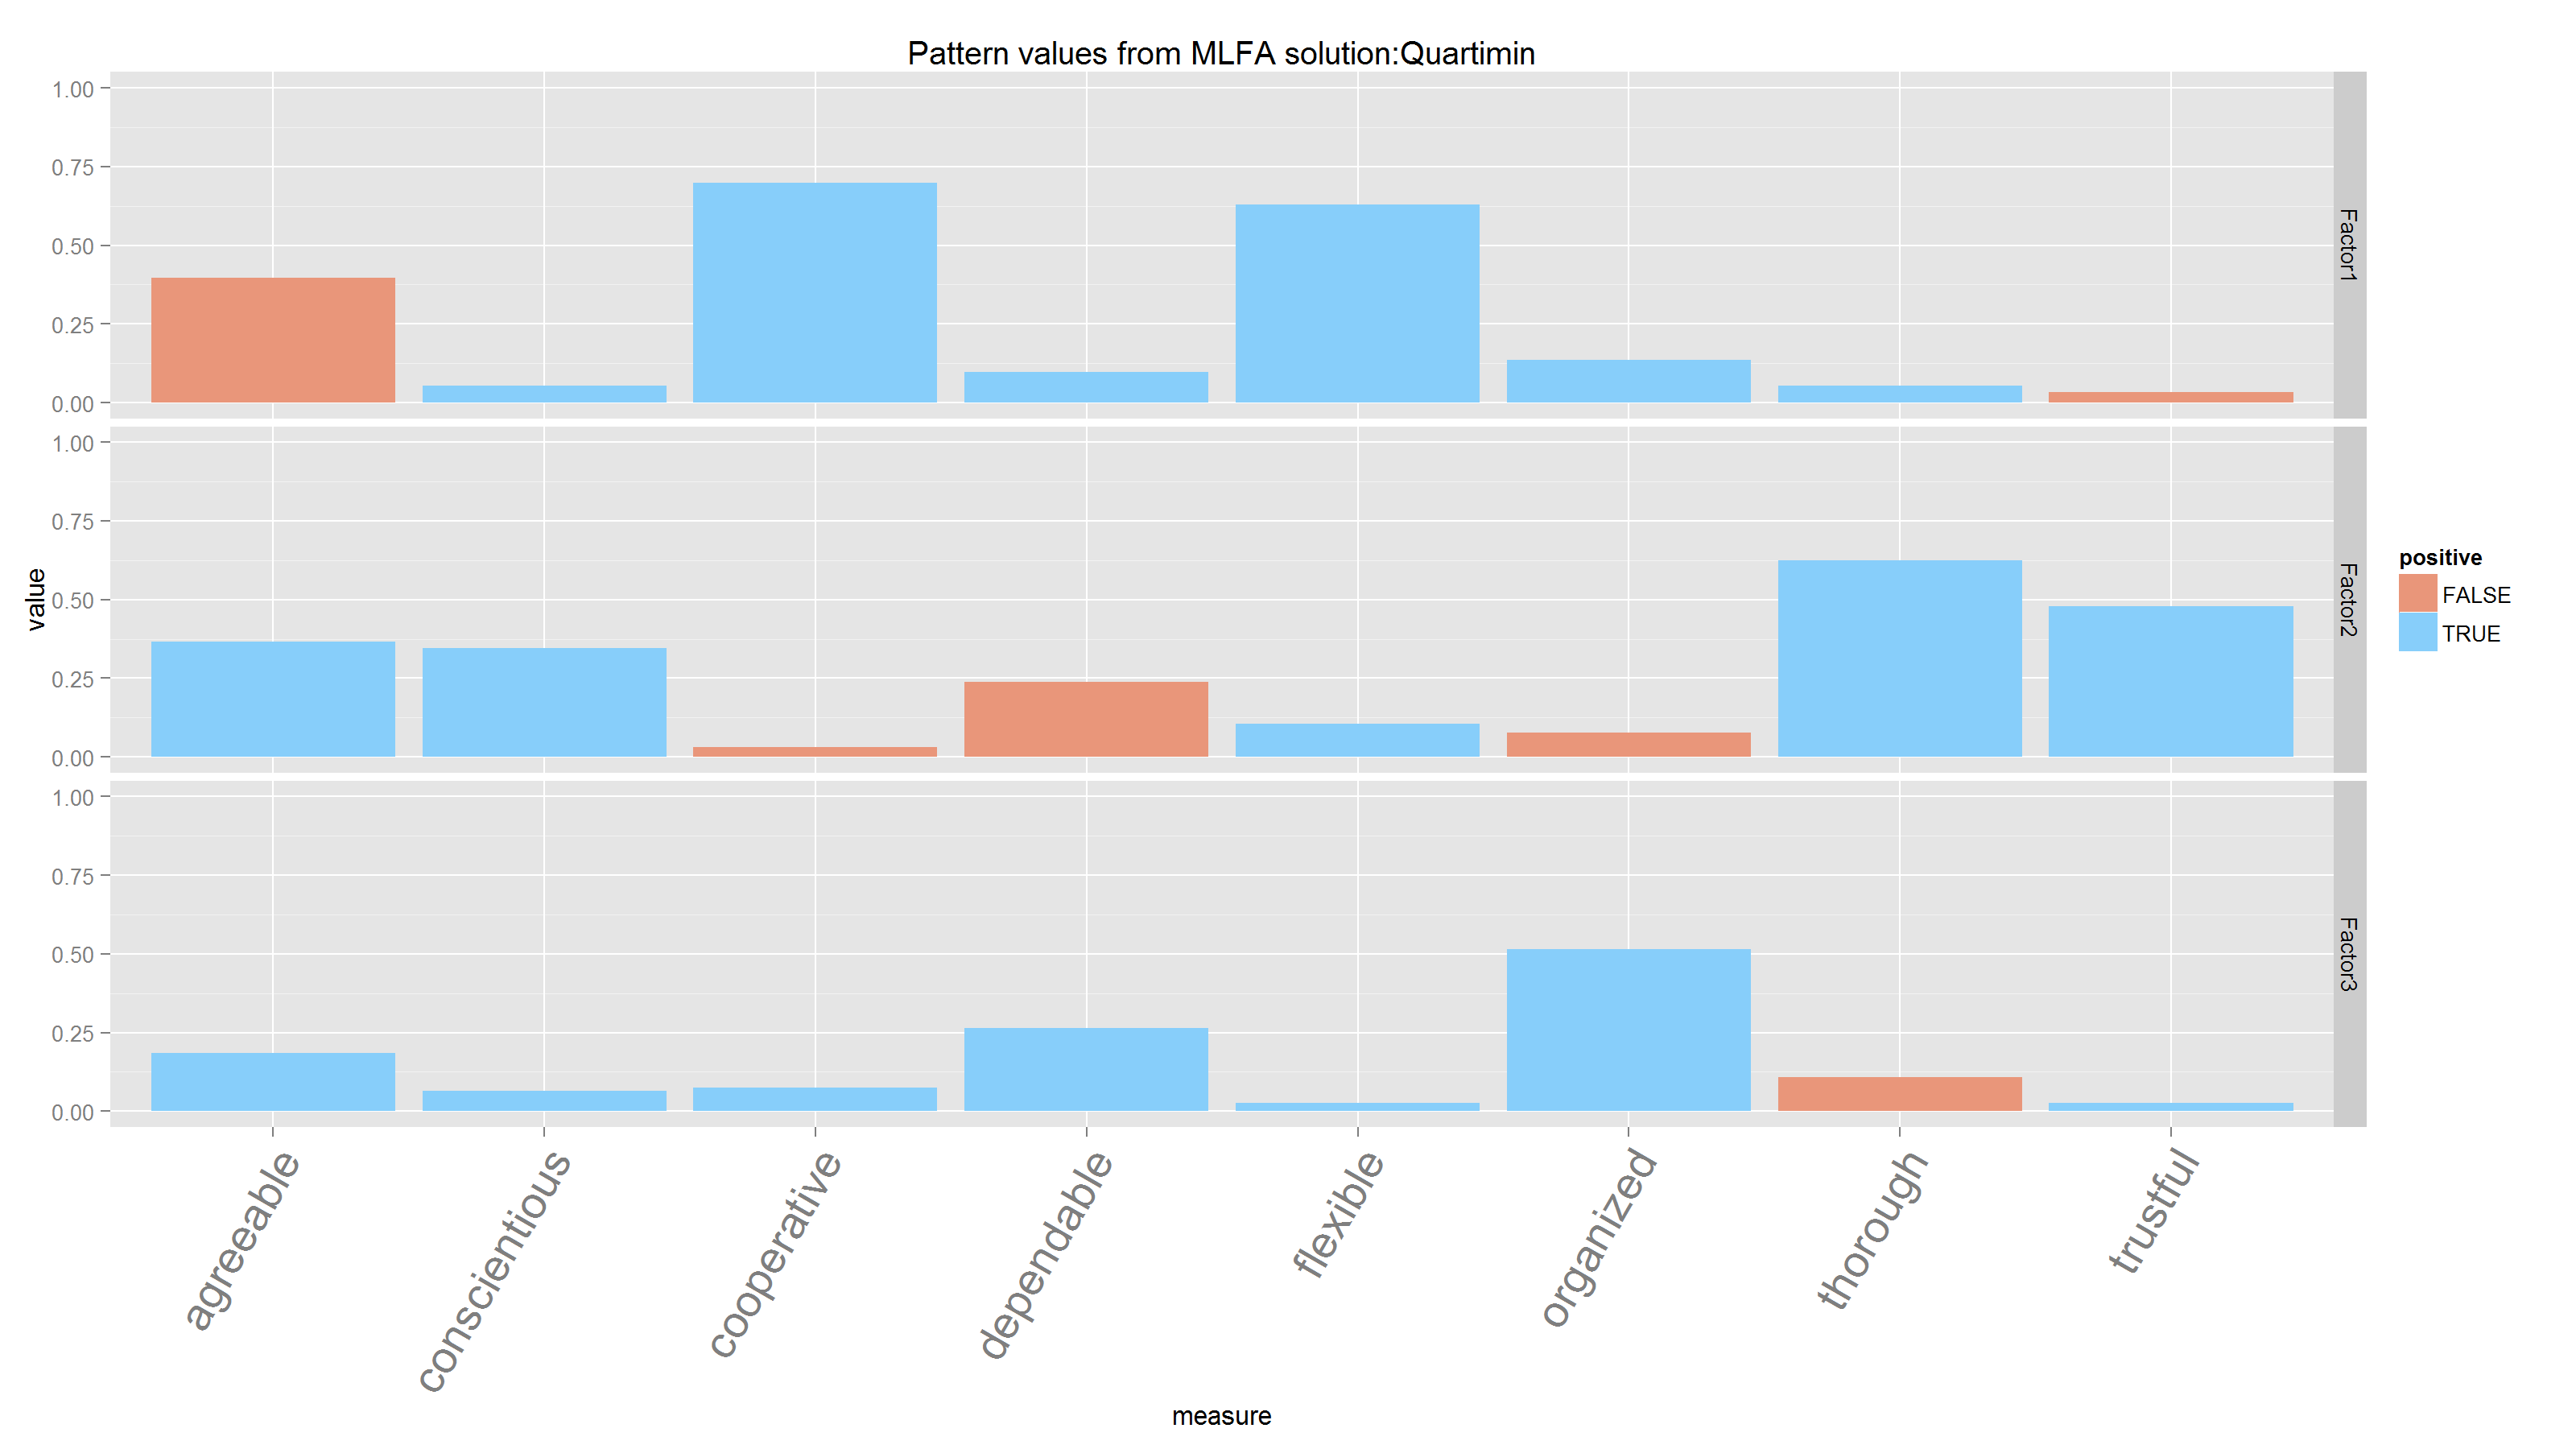 Pattern values from MLFA solution:Quartimin
1.00
0.75
0.50
0.25
0.00
Factor1
1.00
0.75
0.50
0.25
0.00
Factor2
1.00
0.75
0.50
0.25
0.00
Factor3
value
agreeable
conscientious
cooperative
dependable
flexible
organized
thorough
trustful
measure
positive
FALSE
TRUE